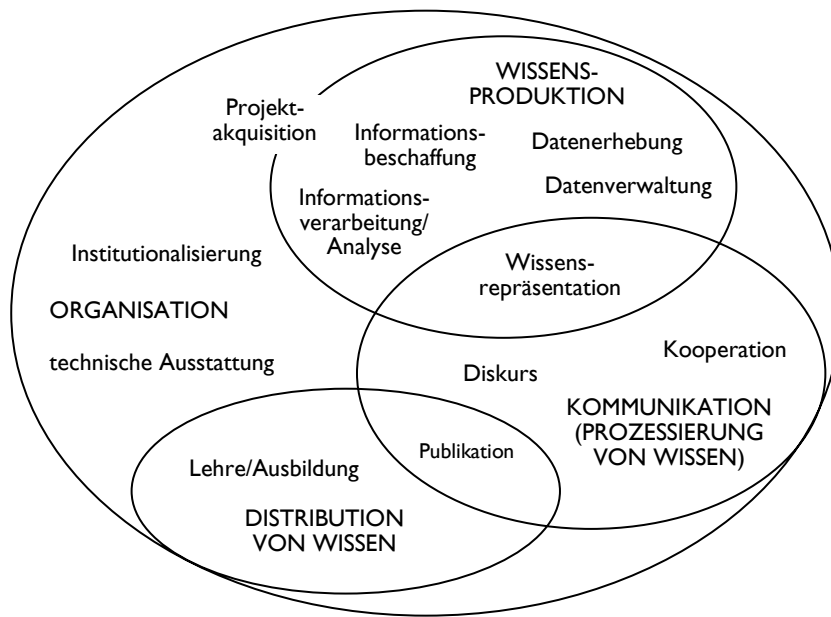 WISSENS-
PRODUKTION
Projekt-
akquisition
Informations-
beschaffung
Datenerhebung
Datenverwaltung
Informations-
verarbeitung/
Analyse
Institutionalisierung
Wissens-
repräsentation
ORGANISATION
technische Ausstattung
Kooperation
Diskurs
KOMMUNIKATION
(PROZESSIERUNG
VON WISSEN)
Publikation
Lehre/Ausbildung
DISTRIBUTION
VON WISSEN